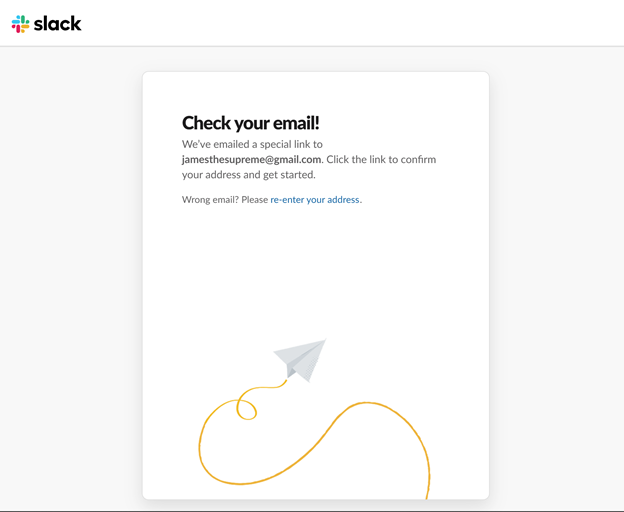 slack
Check your email!
We've emailed a special link to
jamesthesupreme@gmail.com. Click the link to confirm
your address and get started.
Wrong email? Please re-enter your address.